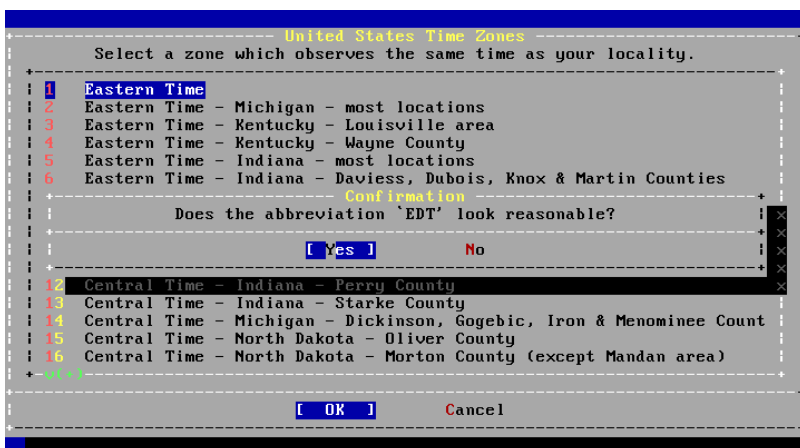 United States Time Zones
Select a zone which observes the same time as your locality.
1 Eastern Time
2 Eastern Time - Michigan - most locations
3 Eastern Time - Kentucky - Louisville area
4 Eastern Time - Kentucky - Wayne County
5 Eastern Time - Indiana - most locations
6 Eastern Time - Indiana - Daviess, Dubois, Knox & Martin Counties
Confirmation
Does the abbreviation `EDT' look reasonable?
[ Yes ] No
12 Central Time - Indiana - Perry County
13 Central Time - Indiana - Starke County
14 Central Time - Michigan - Dickinson, Gogebic, Iron & Menominee Count
15 Central Time - North Dakota - Oliver County
16 Central Time - North Dakota - Morton County (except Mandan area)
v(+)
[ OK ] Cancel